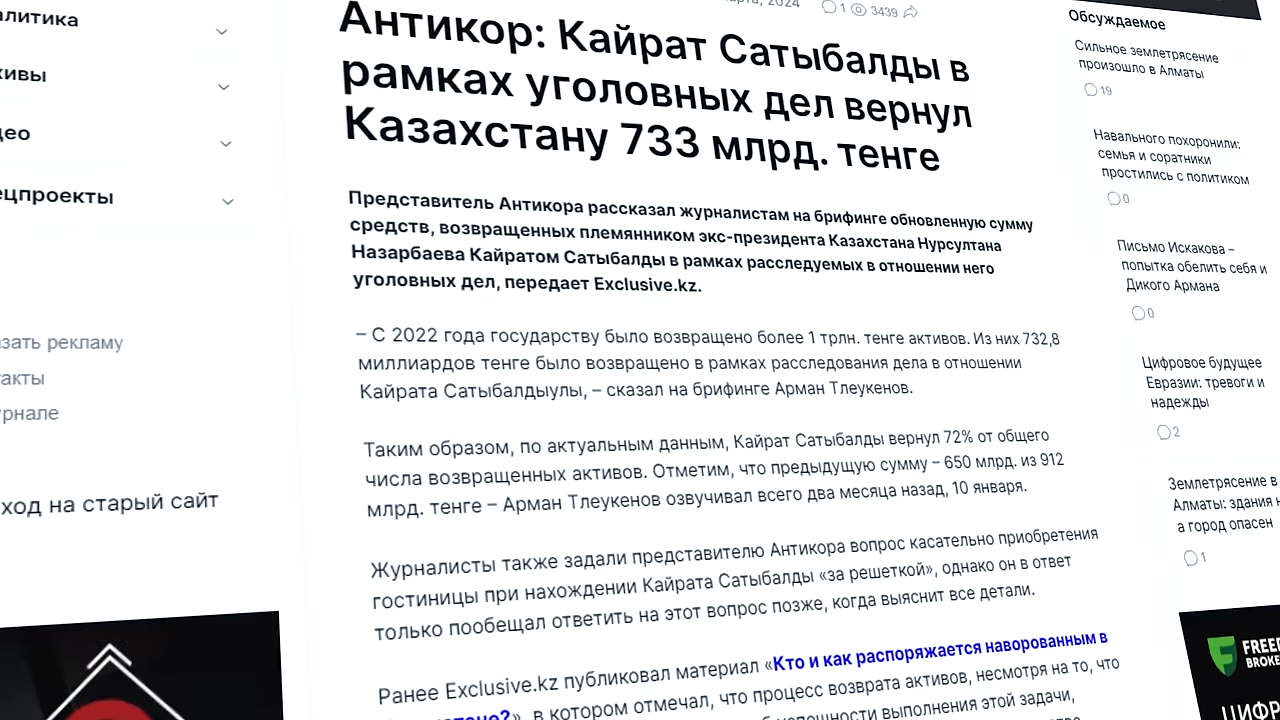 1 3439
Антикор: Кайрат Сатыбалды в
рамках уголовных дел вернул
Казахстану 733 млрд. тенге
Представитель Антикора рассказал журналистам на брифинге обновленную сумму
средств, возвращенных племянником экс-президента Казахстана Нурсултана
Назарбаева Кайратом Сатыбалды в рамках расследуемых в отношении него
уголовных дел, передает Exclusive.kz.
– С 2022 года государству было возвращено более 1 трлн. тенге активов. Из них 732,8
миллиардов тенге было возвращено в рамках расследования дела в отношении
Кайрата Сатыбалдыулы, – сказал на брифинге Арман Тлеукенов.
Таким образом, по актуальным данным, Кайрат Сатыбалды вернул 72% от общего
числа возвращенных активов. Отметим, что предыдущую сумму – 650 млрд. из 912
млрд. тенге – Арман Тлеукенов озвучивал всего два месяца назад, 10 января.
Журналисты также задали представителю Антикора вопрос касательно приобретения
гостиницы при нахождении Кайрата Сатыбалды «за решеткой», однако он в ответ
только пообещал ответить на этот вопрос позже, когда выяснит все детали.
Ранее Exclusive.kz публиковал материал «Кто и как распоряжается наворованным в
», в котором отмечал, что процесс возврата активов, несмотря на то, что
выполнения этой задачи,
Обсуждаемое
Сильное землетрясение
произошло в Алматы
19
Навального похоронили:
семья и соратники
простились с политиком
0
Письмо Искакова –
попытка обелить себя и
Дикого Армана
0
Цифровое будущее
Евразии: тревоги и
надежды
2
Землетрясение в
Алматы: здания
а город опасен
1
на старый сайт
рекламу